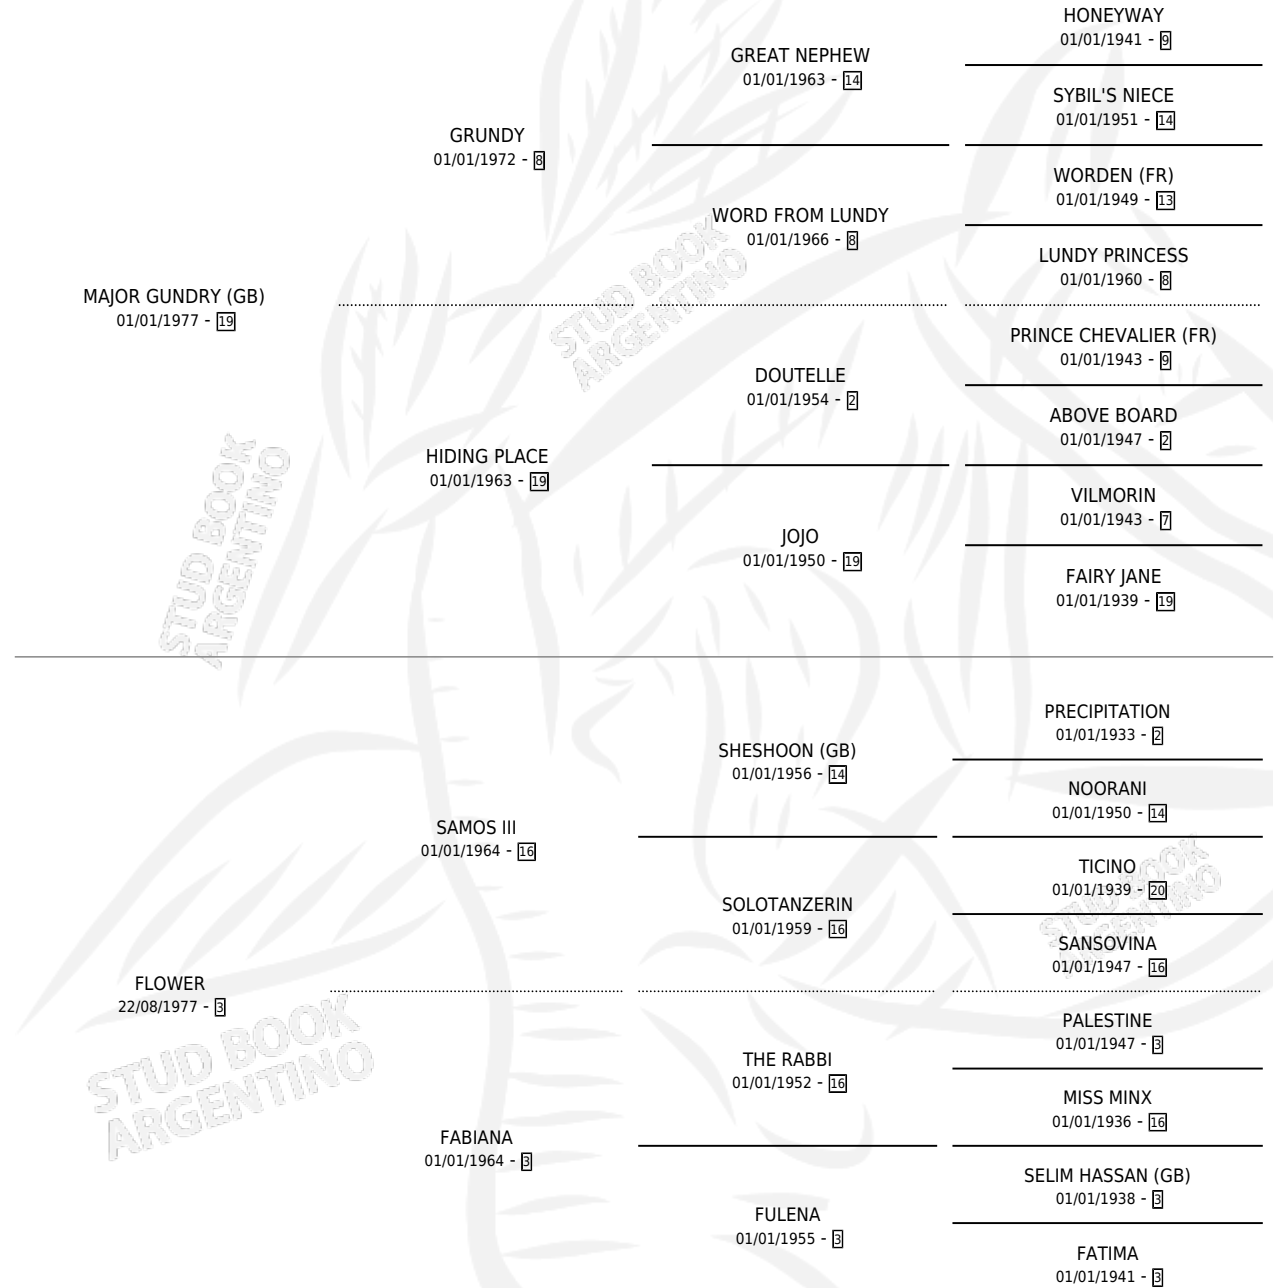 HONEYWAY
01/01/1941 - 9
GREAT NEPHEW
01/01/1963 - 14
SYBIL'S NIECE
01/01/1951 - 14
GRUNDY
01/01/1972 - 8
WORDEN (FR)
01/01/1949 - 13
WORD FROM LUNDY
01/01/1966 - 8
LUNDY PRINCESS
01/01/1960 - 8
MAJOR GUNDRY (GB)
01/01/1977 - 19
PRINCE CHEVALIER (FR)
01/01/1943 - 9
DOUTELLE
01/01/1954 - 2
ABOVE BOARD
01/01/1947 - 2
HIDING PLACE
01/01/1963 - 19
VILMORIN
01/01/1943 - 7
JOJO
01/01/1950 - 19
FAIRY JANE
01/01/1939 - 19
PRECIPITATION
01/01/1933 - 2
SHESHOON (GB)
01/01/1956 - 14
NOORANI
01/01/1950 - 14
SAMOS III
01/01/1964 - 16
TICINO
01/01/1939 - 20
SOLOTANZERIN
01/01/1959 - 16
SANSOVINA
01/01/1947 - 16
FLOWER
22/08/1977 - 3
PALESTINE
01/01/1947 - 3
THE RABBI
01/01/1952 - 16
MISS MINX
01/01/1936 - 16
FABIANA
01/01/1964 - 3
SELIM HASSAN (GB)
01/01/1938 - 3
FULENA
01/01/1955 - 3
FATIMA
01/01/1941 - 3
STUD BOOK
ARGENTINO
STUD BOOK
ARGENTINO
STUD BOOK
ARGENTINO
STUD BOOK
ARGENTINO